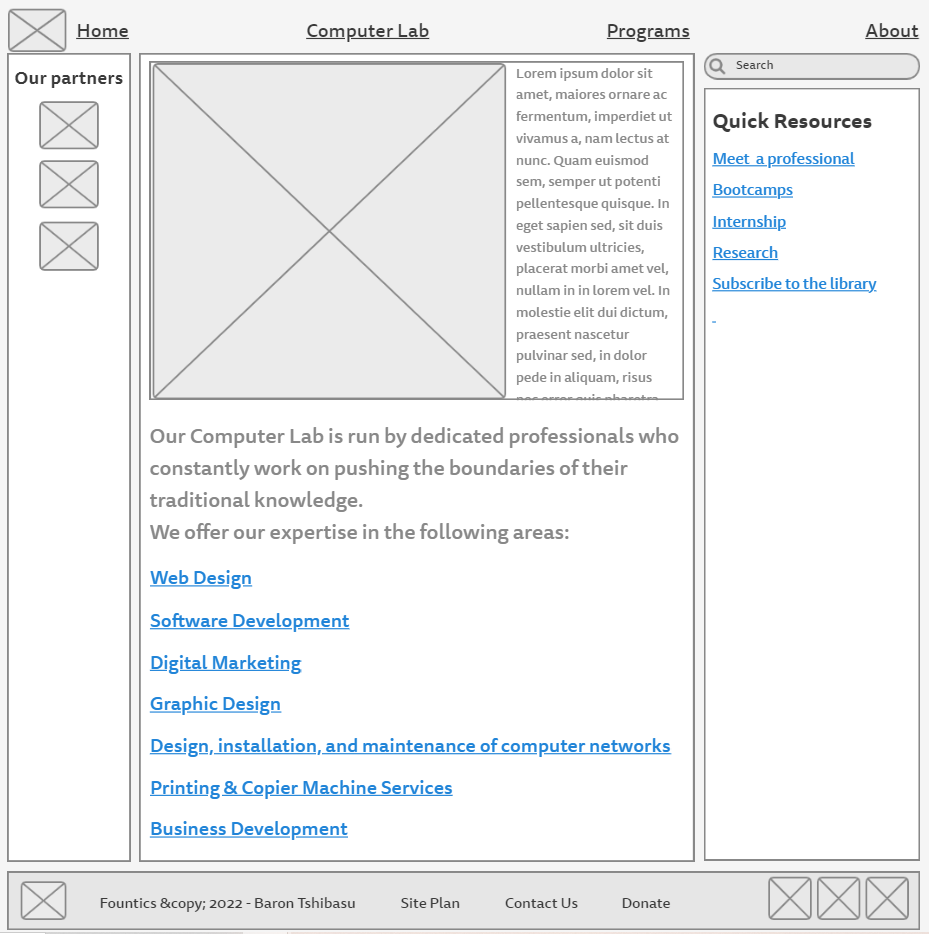 Home
Computer Lab
Programs
About
Our partners
Lorem ipsum dolor sit
amet, maiores ornare ac
fermentum, imperdiet ut
vivamus a, nam lectus at
nunc. Quam euismod
sem, semper ut potenti
pellentesque quisque. In
eget sapien sed, sit duis
vestibulum ultricies,
placerat morbi amet vel,
nullam in in lorem vel. In
molestie elit dui dictum,
praesent nascetur
pulvinar sed, in dolor
pede in aliquam, risus
nec error quis pharetra
Our Computer Lab is run by dedicated professionals who
constantly work on pushing the boundaries of their
traditional knowledge.
We offer our expertise in the following areas:
Web Design
Software Development
Digital Marketing
Graphic Design
Design, installation, and maintenance of computer networks
Printing & Copier Machine Services
Business Development
Search
Quick Resources
Meet  a professional
Bootcamps
Internship
Research
Subscribe to the library
Fountics &copy; 2022 - Baron Tshibasu
Site Plan
Contact Us
Donate